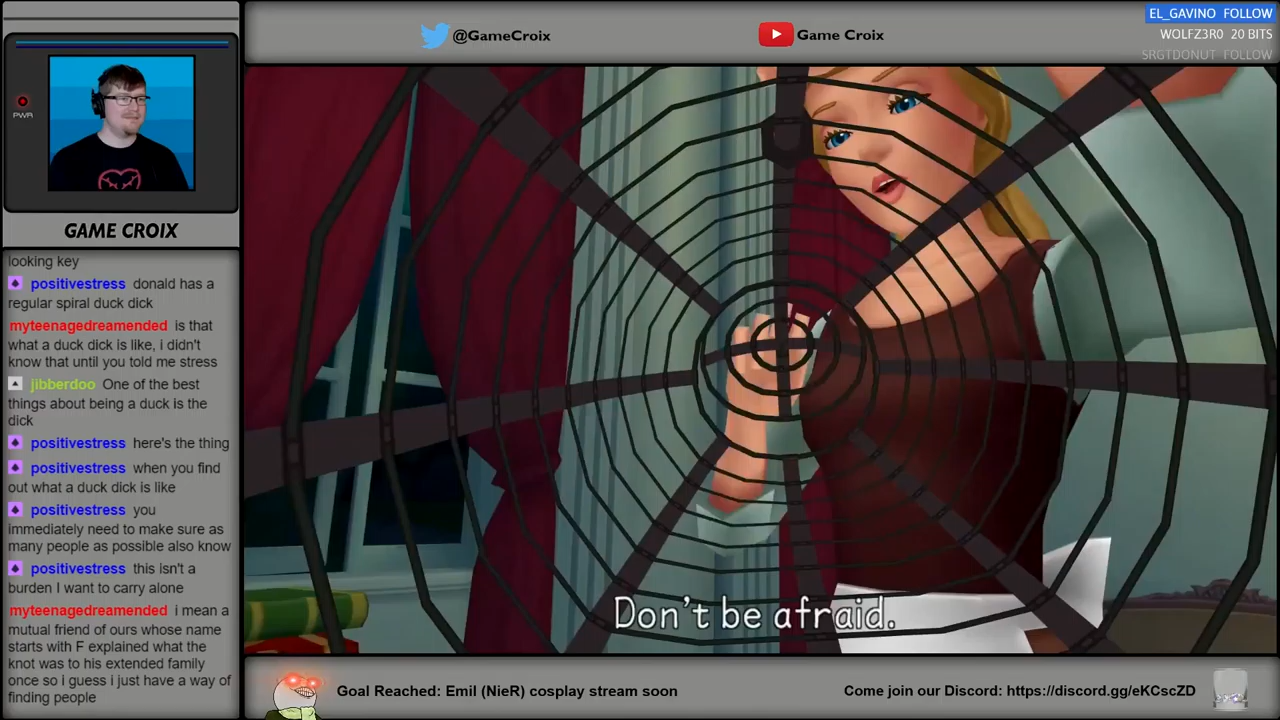 EL_GAVINO FOLLOW
WOLFZ3R0 20 BITS
SRGTDONUT FOLLOW
@GameCroix
Game Croix
PWR
GAME CROIX
looking key
positivestress donald has a
regular spiral duck dick
myteenagedreamended is that
what a duck dick is like, i didn't
know that until you told me stress
jibberdoo One of the best
things about being a duck is the
dick
positivestress here's the thing
positivestress when you find
out what a duck dick is like
positivestress you
immediately need to make sure as
many people as possible also know
positivestress this isn't a
burden I want to carry alone
myteenagedreamended i mean a
mutual friend of ours whose name
starts with F explained what the
knot was to his extended family
once so i guess i just have a way of
finding people
Don't be afraid.
Goal Reached: Emil (NieR) cosplay stream soon
Come join our Discord: https://discord.gg/eKCscZD